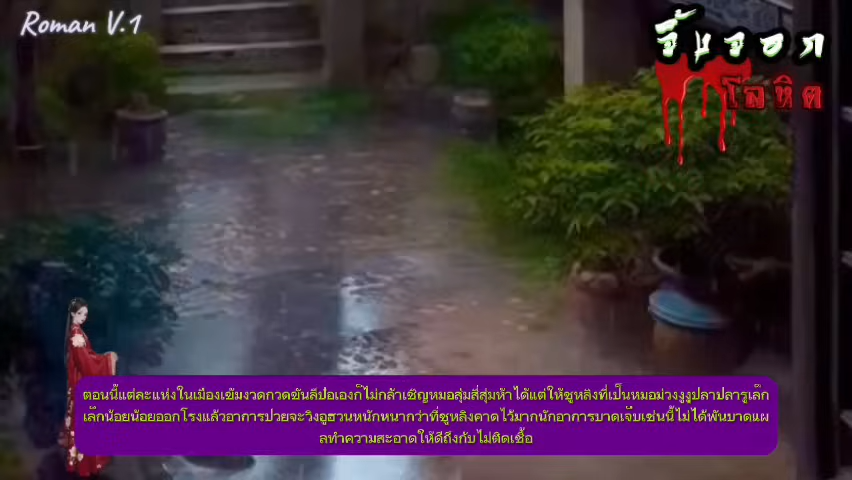 Roman V.1
จิ้งจอก
โลหิต
ตอนนี้แต่ละแห่งในเมืองเข้มงวดกวดขันลีป๋อเองก็ไม่กล้าเชิญหมอสุ่มสี่สุ่มห้าได้แต่ให้ซูหลิงที่เป็นหมอม่วงงูงูปลาปลารูเล็ก
เล็กน้อยน้อยออกโรงแล้วอาการป่วยจะวิงอูฮวนหนักหนากว่าที่ซูหลิงคาดไว้มากนักอาการบาดเจ็บเช่นนี้ไม่ได้พันบาดแผ
ลทำความสะอาดให้ดีถึงกับไม่ติดเชื้อ